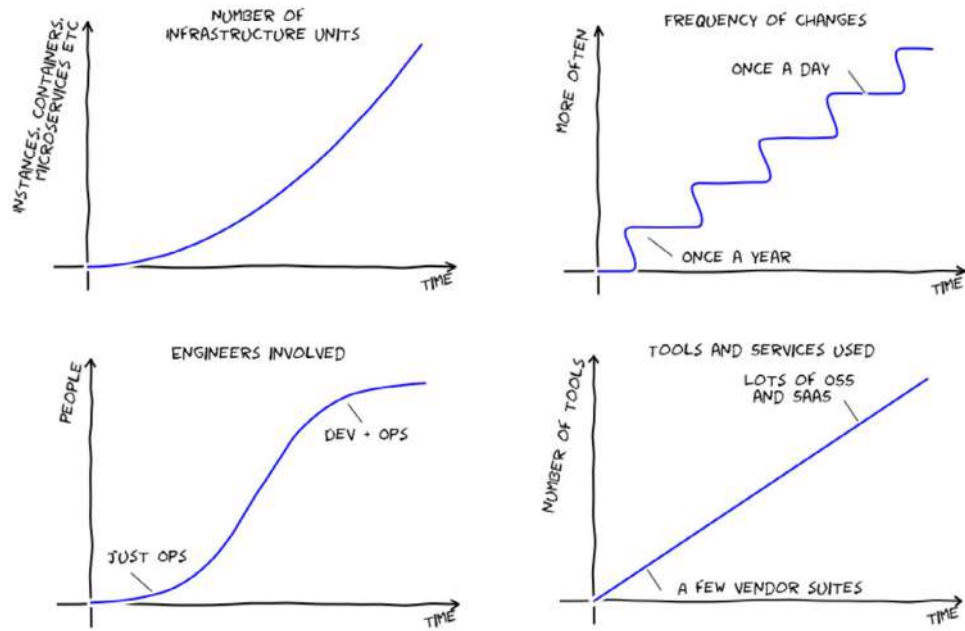 NUMBER OF
INFRASTRUCTURE UNITS
INSTANCES, CONTAINERS,
MICROSERVICES ETC
TIME
FREQUENCY OF CHANGES
MORE OFTEN
ONCE A DAY
ONCE A YEAR
TIME
ENGINEERS INVOLVED
PEOPLE
DEV + OPS
JUST OPS
TIME
TOOLS AND SERVICES USED
NUMBER OF TOOLS
LOTS OF OSS
AND SAAS
A FEW VENDOR SUITES
TIME